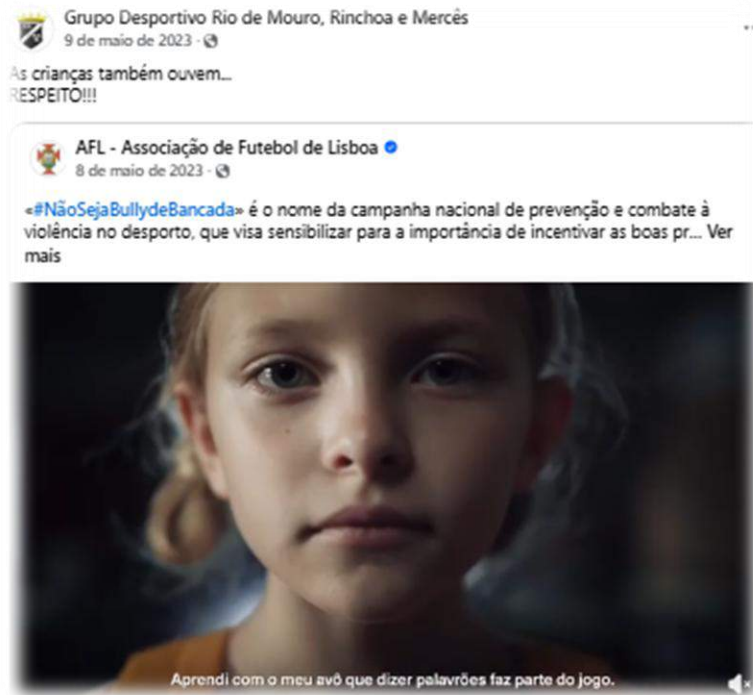 Grupo Desportivo Rio de Mouro, Rinchoa e Mercês
9 de maio de 2023 ·
As crianças também ouvem...
RESPEITO!!!
AFL - Associação de Futebol de Lisboa
8 de maio de 2023 ·
«#NãoSejaBullydeBancada» é o nome da campanha nacional de prevenção e combate à
violência no desporto, que visa sensibilizar para a importância de incentivar as boas pr... Ver
mais
Aprendi com o meu avô que dizer palavrões faz parte do jogo.